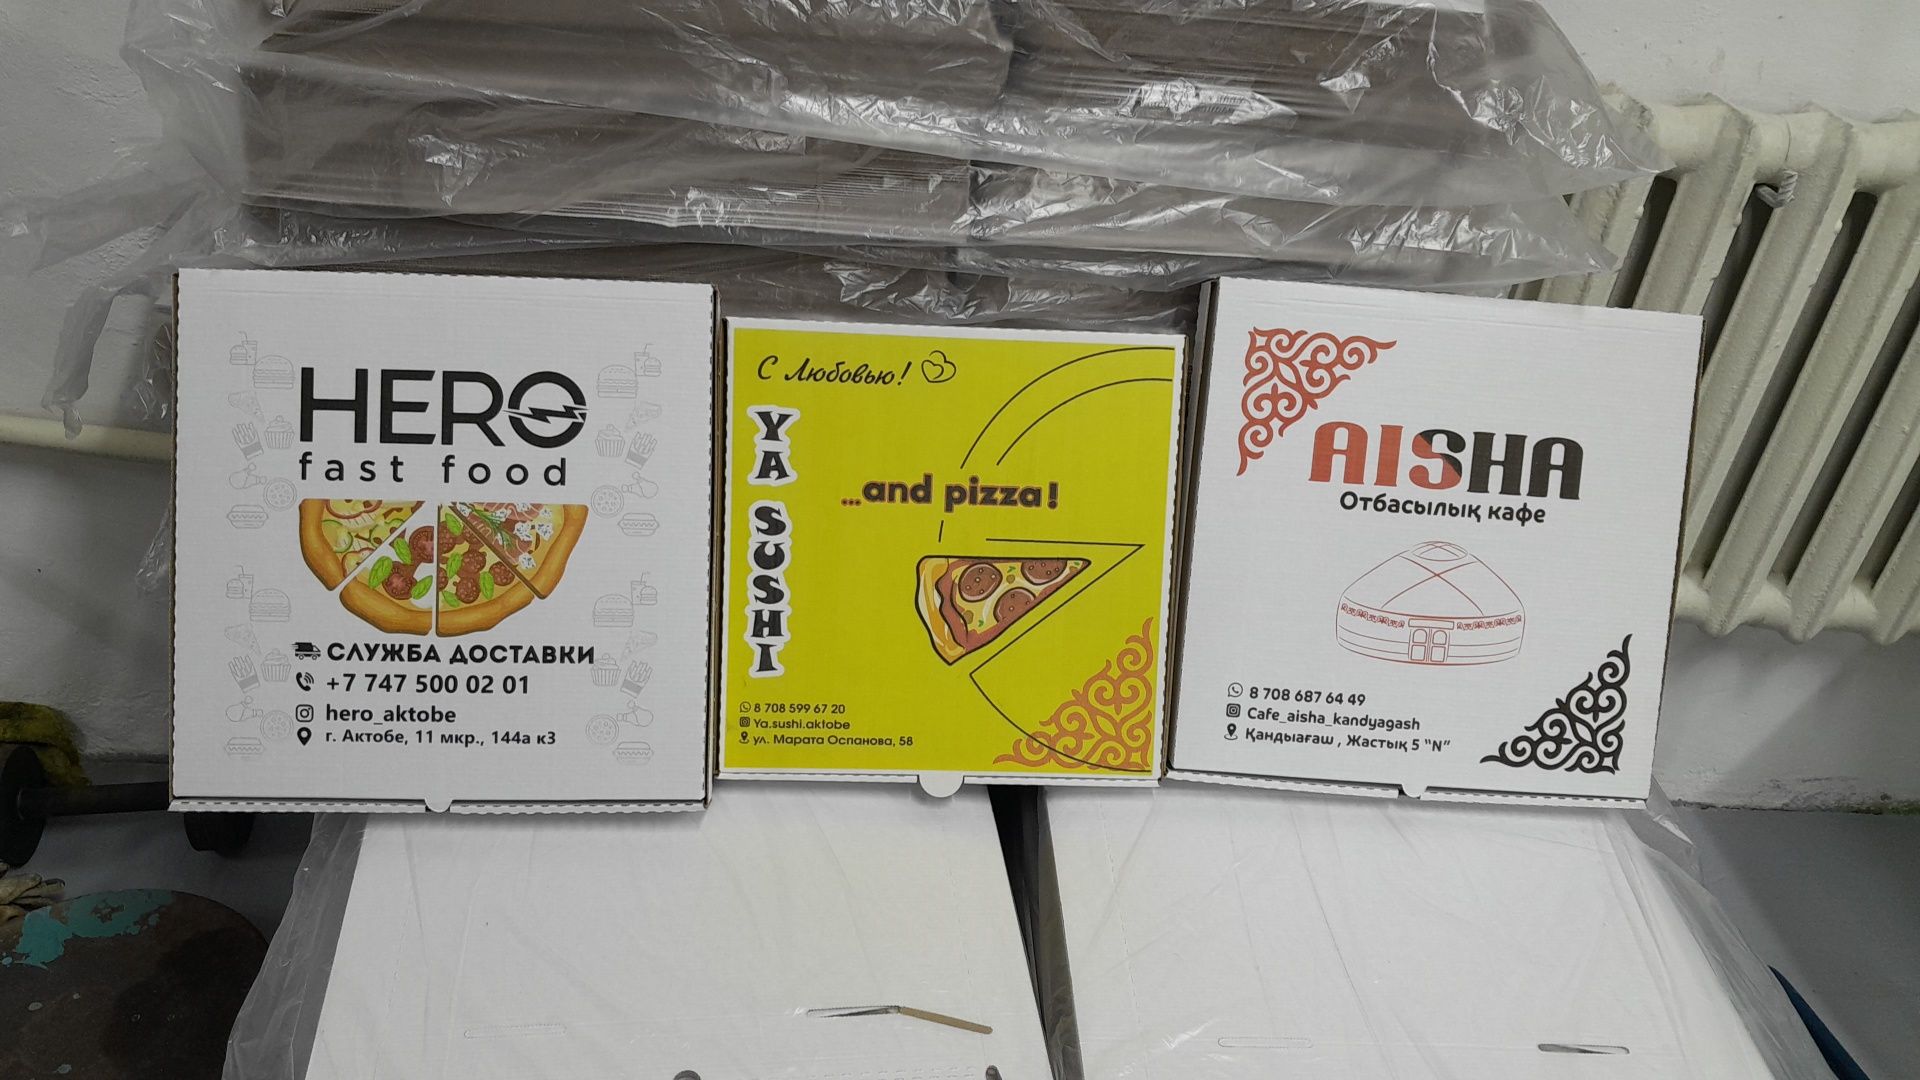 HERO
fast food
СЛУЖБА ДОСТАВКИ
+7 747 500 02 01
hero_aktobe
г. Актобе, 11 мкр., 144а к3
С Любовью!
YA SUSHI
...and pizza!
8 708 599 67 20
Ya.sushi.aktobe
ул. Марата Оспанова, 58
AISHA
Отбасылық кафе
8 708 687 64 49
Cafe_aisha_kandyagash
Қандыағаш , Жастық 5 "N"